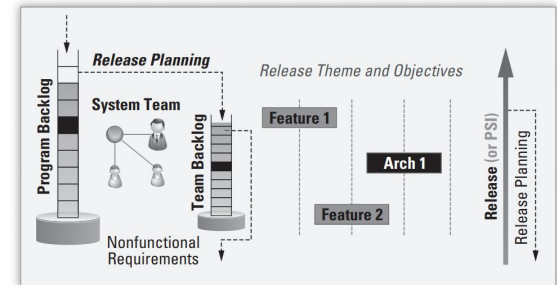 Release Planning
Program Backlog
System Team
Team Backlog
Nonfunctional
Requirements
Release Theme and Objectives
Feature 1
Arch 1
Feature 2
Release (or PSI)
Release Planning